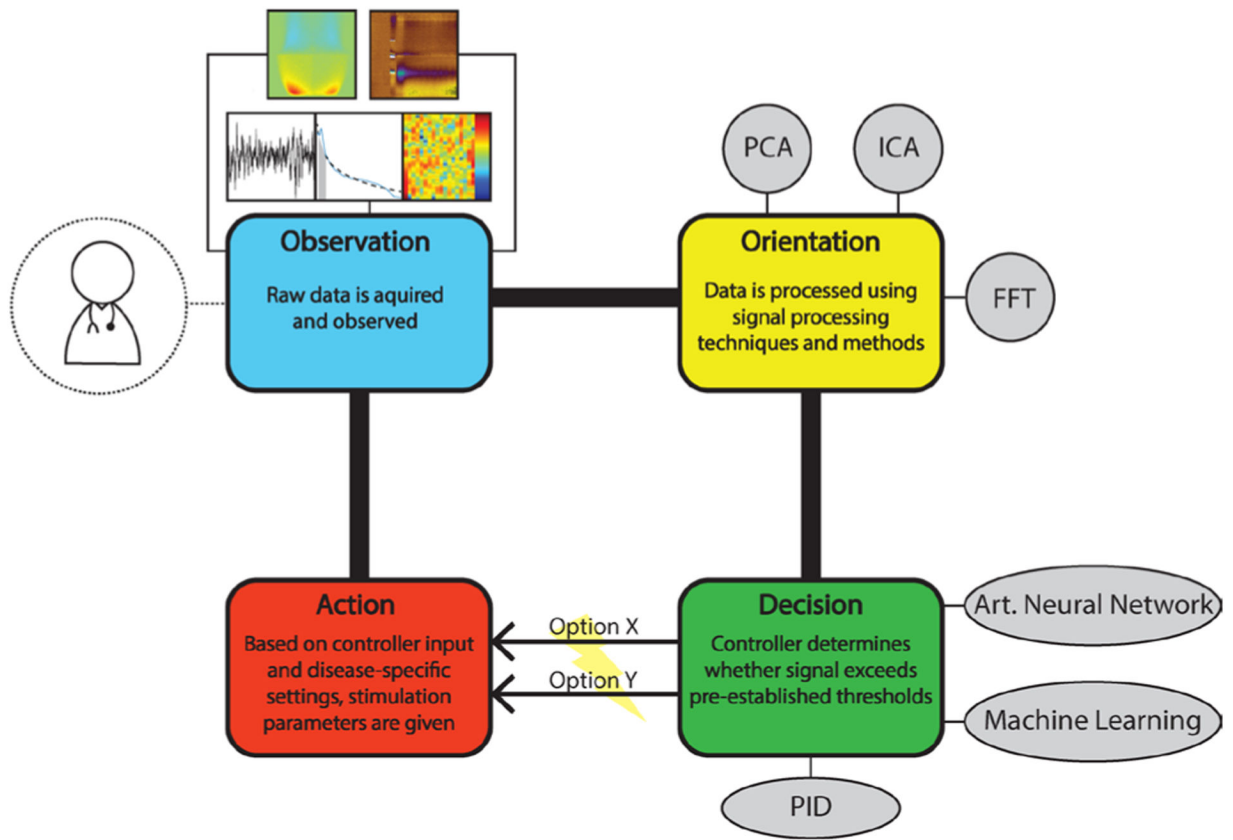 PCA
ICA
Observation
Raw data is aquired
and observed
Orientation
Data is processed using
signal processing
techniques and methods
FFT
Action
Based on controller input
and disease-specific
settings, stimulation
parameters are given
Option X
Option Y
Decision
Controller determines
whether signal exceeds
pre-established thresholds
Art. Neural Network
Machine Learning
PID